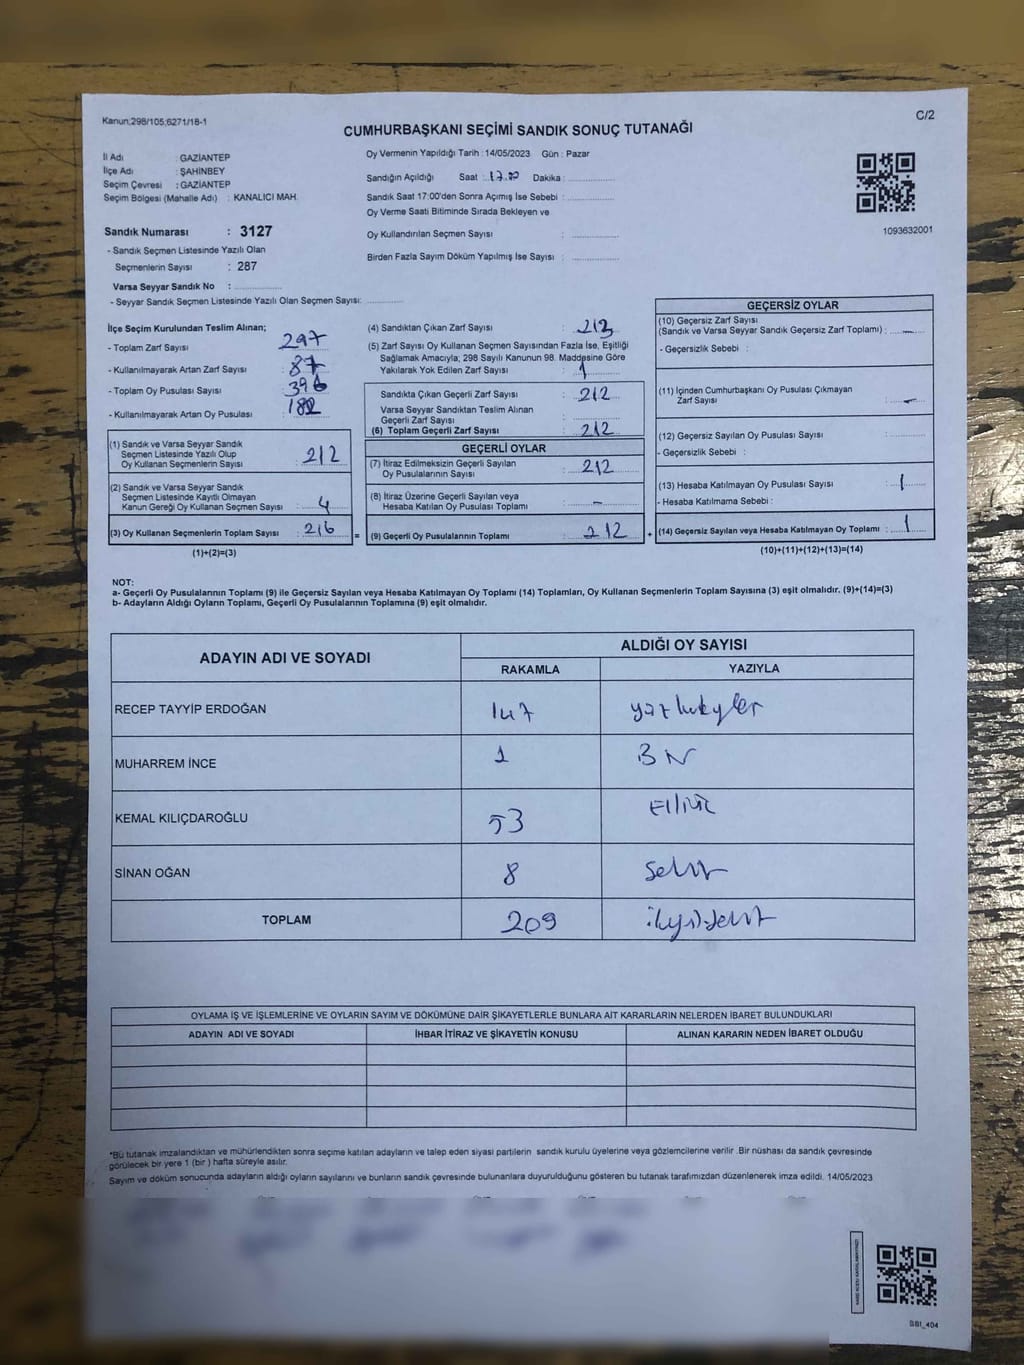 Kanun;298/105;6271/18-1
C/2
CUMHURBAŞKANI SEÇİMİ SANDIK SONUÇ TUTANAĞI
İl Adı : GAZİANTEP
İlçe Adı : ŞAHİNBEY
Seçim Çevresi : GAZİANTEP
Seçim Bölgesi (Mahalle Adı) : KANALICI MAH.
Oy Vermenin Yapıldığı Tarih : 14/05/2023 Gün : Pazar
Sandığın Açıldığı Saat : 17.00 Dakika :
Sandık Saat 17:00'den Sonra Açımış İse Sebebi :
Oy Verme Saati Bitiminde Sırada Bekleyen ve
Oy Kullandırılan Seçmen Sayısı :
Birden Fazla Sayım Döküm Yapılmış İse Sayısı :
1093632001
Sandık Numarası : 3127
- Sandık Seçmen Listesinde Yazılı Olan
Seçmenlerin Sayısı : 287
Varsa Seyyar Sandık No :
- Seyyar Sandık Seçmen Listesinde Yazılı Olan Seçmen Sayısı:
İlçe Seçim Kurulundan Teslim Alınan;
- Toplam Zarf Sayısı : 297
- Kullanılmayarak Artan Zarf Sayısı : 87
- Toplam Oy Pusulası Sayısı :
- Kullanılmayarak Artan Oy Pusulası :
(1) Sandık ve Varsa Seyyar Sandık
Seçmen Listesinde Yazılı Olup
Oy Kullanan Seçmenlerin Sayısı : 212
(2) Sandık ve Varsa Seyyar Sandık
Seçmen Listesinde Kayıtlı Olmayan
Kanun Gereği Oy Kullanan Seçmen Sayısı : 4
(3) Oy Kullanan Seçmenlerin Toplam Sayısı : 216
(1)+(2)=(3)
=
(4) Sandıktan Çıkan Zarf Sayısı : 213
(5) Zarf Sayısı Oy Kullanan Seçmen Sayısından Fazla İse, Eşitliği
Sağlamak Amacıyla; 298 Sayılı Kanunun 98. Maddesine Göre
Yakılarak Yok Edilen Zarf Sayısı : 1
Sandıkta Çıkan Geçerli Zarf Sayısı : 212
Varsa Seyyar Sandıktan Teslim Alınan
Geçerli Zarf Sayısı :
(6) Toplam Geçerli Zarf Sayısı : 212
GEÇERLİ OYLAR
(7) İtiraz Edilmeksizin Geçerli Sayılan
Oy Pusulalarının Sayısı : 212
(8) İtiraz Üzerine Geçerli Sayılan veya
Hesaba Katılan Oy Pusulası Toplamı : -
(9) Geçerli Oy Pusulalarının Toplamı : 212
+
GEÇERSİZ OYLAR
(10) Geçersiz Zarf Sayısı
(Sandık ve Varsa Seyyar Sandık Geçersiz Zarf Toplamı) : -
- Geçersizlik Sebebi :
(11) İçinden Cumhurbaşkanı Oy Pusulası Çıkmayan
Zarf Sayısı : -
(12) Geçersiz Sayılan Oy Pusulası Sayısı :
- Geçersizlik Sebebi :
(13) Hesaba Katılmayan Oy Pusulası Sayısı : 1
- Hesaba Katılmama Sebebi :
(14) Geçersiz Sayılan veya Hesaba Katılmayan Oy Toplamı : 1
(10)+(11)+(12)+(13)=(14)
NOT:
a- Geçerli Oy Pusulalarının Toplamı (9) ile Geçersiz Sayılan veya Hesaba Katılmayan Oy Toplamı (14) Toplamları, Oy Kullanan Seçmenlerin Toplam Sayısına (3) eşit olmalıdır. (9)+(14)=(3)
b- Adayların Aldığı Oyların Toplamı, Geçerli Oy Pusulalarının Toplamına (9) eşit olmalıdır.
ADAYIN ADI VE SOYADI
ALDIĞI OY SAYISI
RAKAMLA YAZIYLA
RECEP TAYYİP ERDOĞAN 147
MUHARREM İNCE 1
KEMAL KILIÇDAROĞLU 53
SİNAN OĞAN 8
TOPLAM 209
OYLAMA İŞ VE İŞLEMLERİNE VE OYLARIN SAYIM VE DÖKÜMÜNE DAİR ŞİKAYETLERLE BUNLARA AİT KARARLARIN NELERDEN İBARET BULUNDUKLARI
ADAYIN ADI VE SOYADI İHBAR İTİRAZ VE ŞİKAYETİN KONUSU ALINAN KARARIN NEDEN İBARET OLDUĞU
*Bu tutanak imzalandıktan ve mühürlendikten sonra seçime katılan adayların ve talep eden siyasi partilerin sandık kurulu üyelerine veya gözlemcilerine verilir .Bir nüshası da sandık çevresinde
görülecek bir yere 1 (bir ) hafta süreyle asılır.
Sayım ve döküm sonucunda adayların aldığı oyların sayılarını ve bunların sandık çevresinde bulunanlara duyurulduğunu gösteren bu tutanak tarafımızdan düzenlenerek imza edildi. 14/05/2023
SBI_404